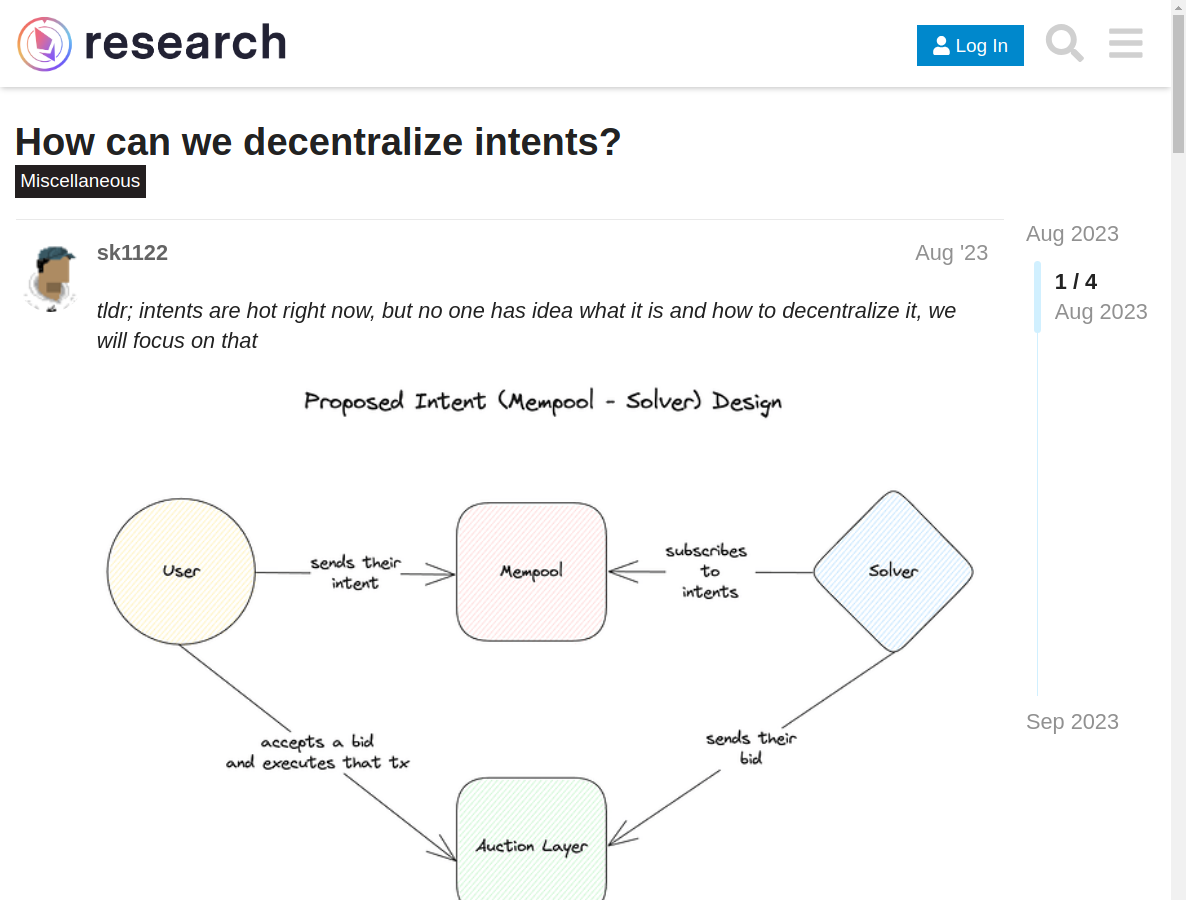 research
Log In
How can we decentralize intents?
Miscellaneous
sk1122
Aug '23
tldr; intents are hot right now, but no one has idea what it is and how to decentralize it, we
will focus on that
Proposed Intent (Mempool - Solver) Design
User
sends their
intent
Mempool
subscribes
to
intents
Solver
accepts a bid
and executes that tx
sends their
bid
Auction Layer
Aug 2023
1 / 4
Aug 2023
Sep 2023